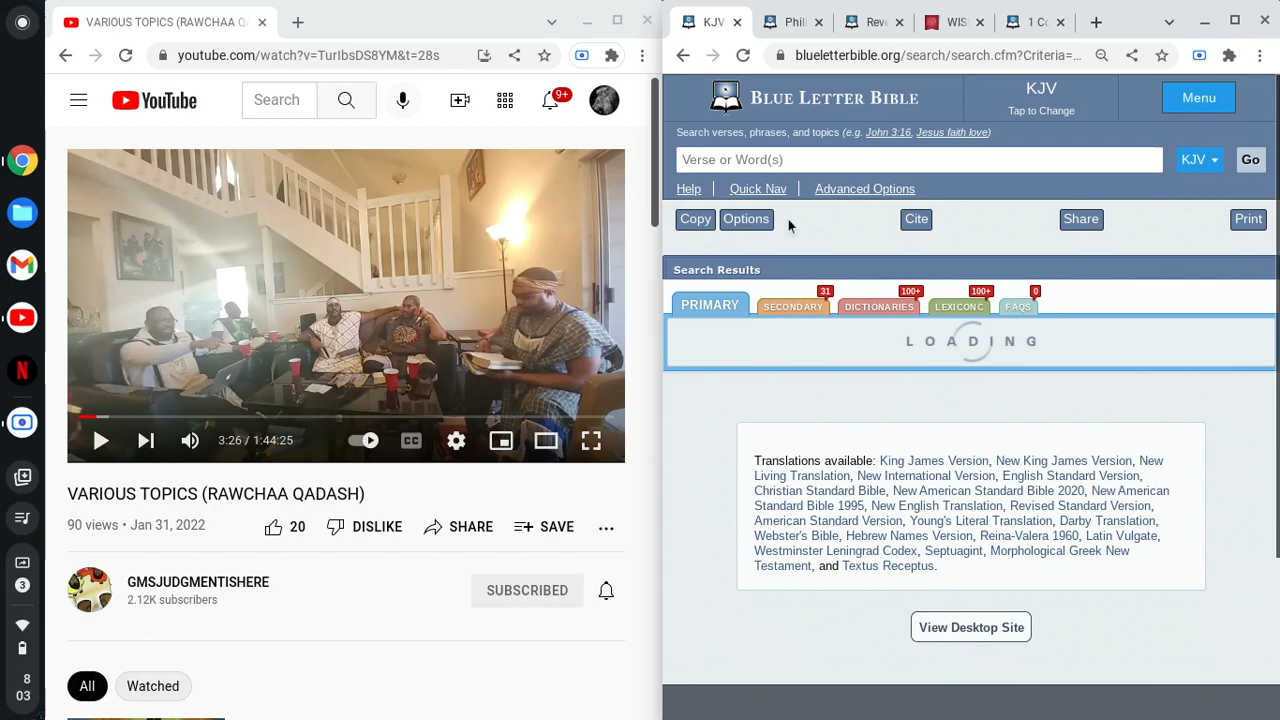 VARIOUS TOPICS (RAWCHAA Q
youtube.com/watch?v=TurIbsDS8YM&t=28s
YouTube
Search
9+
3:26 / 1:44:25
CC
VARIOUS TOPICS (RAWCHAA QADASH)
90 views • Jan 31, 2022
20
DISLIKE
SHARE
SAVE
GMSJUDGMENTISHERE
2.12K subscribers
SUBSCRIBED
All
Watched
N
3
8
03
KJV
Phili
Reve
WIS
1 Co
blueletterbible.org/search/search.cfm?Criteria=...
BLUE LETTER BIBLE
KJV
Tap to Change
Menu
Search verses, phrases, and topics (e.g. John 3:16, Jesus faith love)
Verse or Word(s)
KJV
Go
Help
Quick Nav
Advanced Options
Copy
Options
Cite
Share
Print
Search Results
PRIMARY
SECONDARY
31
DICTIONARIES
100+
LEXICONC
100+
FAQS
0
LOADING
Translations available: King James Version, New King James Version, New
Living Translation, New International Version, English Standard Version,
Christian Standard Bible, New American Standard Bible 2020, New American
Standard Bible 1995, New English Translation, Revised Standard Version,
American Standard Version, Young's Literal Translation, Darby Translation,
Webster's Bible, Hebrew Names Version, Reina-Valera 1960, Latin Vulgate,
Westminster Leningrad Codex, Septuagint, Morphological Greek New
Testament, and Textus Receptus.
View Desktop Site